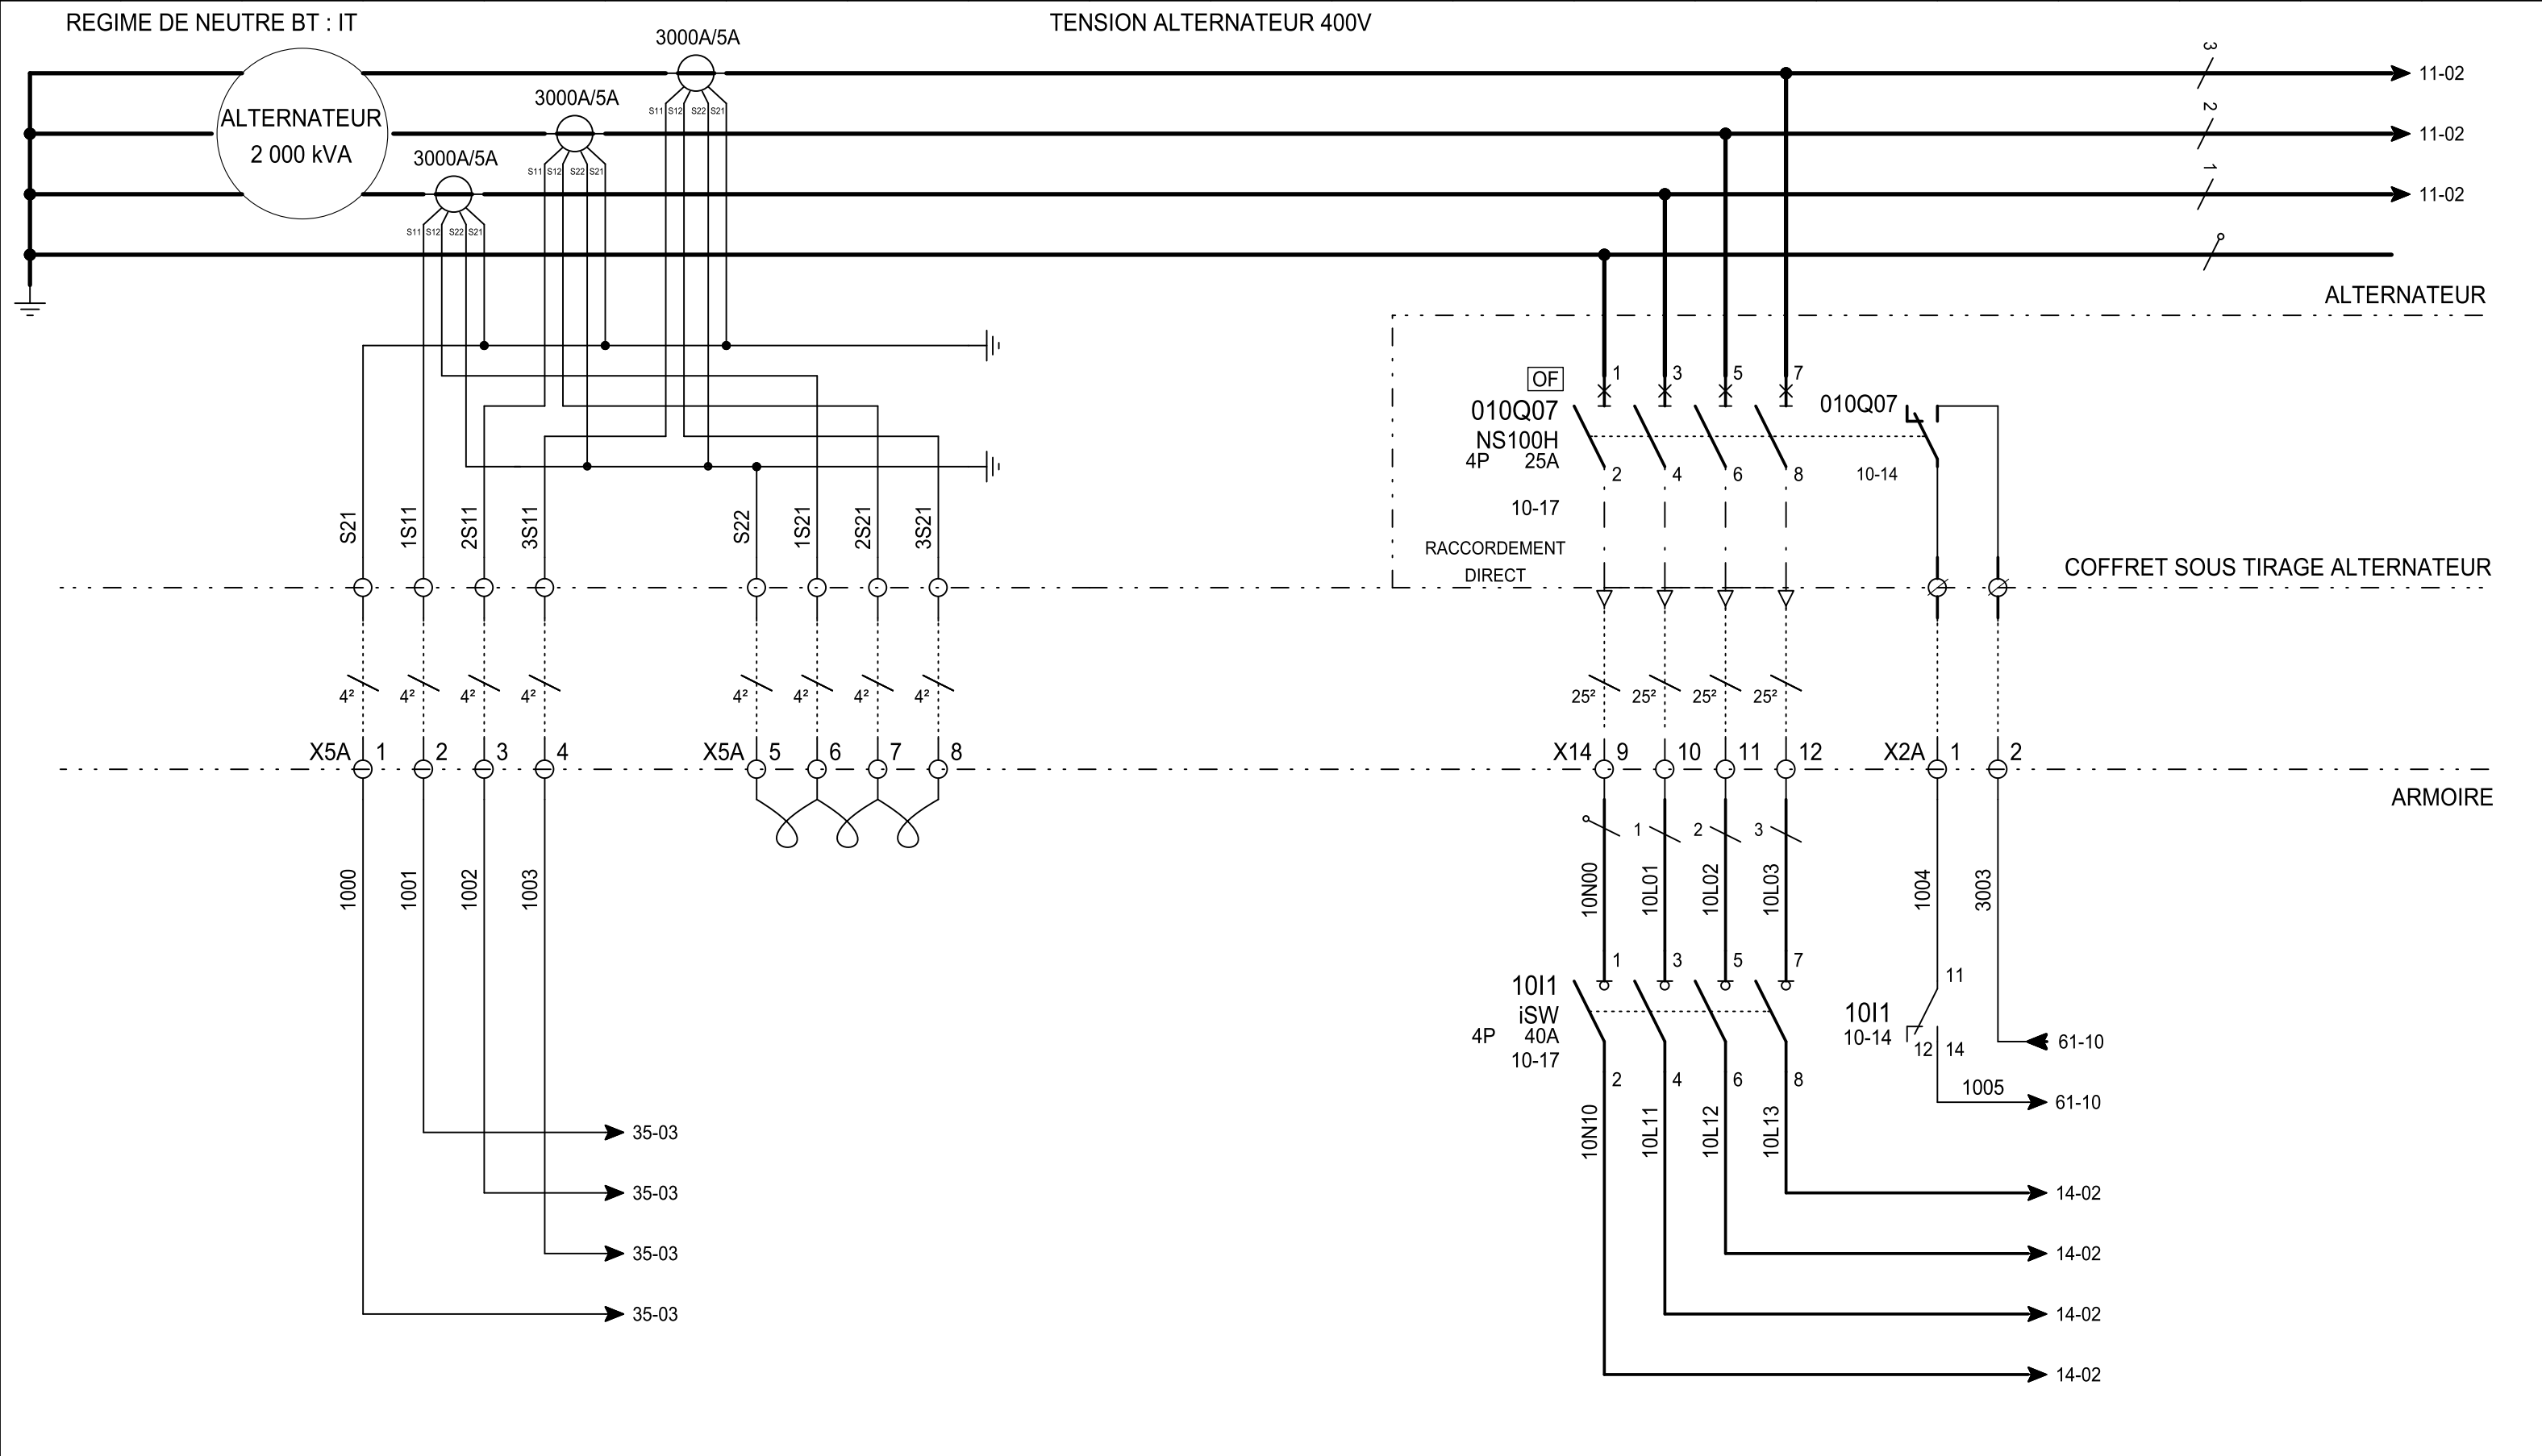 REGIME DE NEUTRE BT : IT
TENSION ALTERNATEUR 400V
3000A/5A
3
11-02
S11 S12 S22 S21
3000A/5A
ALTERNATEUR
2 000 kVA
2
11-02
3000A/5A
S11 S12 S22 S21
1
11-02
S11 S12 S22 S21
ALTERNATEUR
OF
1 3 5 7
010Q07
NS100H
4P 25A
010Q07
2 4 6 8
10-14
10-17
S21 1S11 2S11 3S11 S22 1S21 2S21 3S21
RACCORDEMENT
DIRECT
COFFRET SOUS TIRAGE ALTERNATEUR
4² 4² 4² 4² 4² 4² 4² 4² 25² 25² 25² 25²
X5A 1 2 3 4 X5A 5 6 7 8 X14 9 10 11 12 X2A 1 2
ARMOIRE
1 2 3
1000 1001 1002 1003 10N00 10L01 10L02 10L03 1004 3003
1 3 5 7
11
10I1
iSW
4P 40A
10-17
10I1
10-14
12 14
61-10
2 4 6 8
1005
61-10
10N10 10L11 10L12 10L13
35-03
35-03
14-02
35-03
14-02
35-03
14-02
14-02